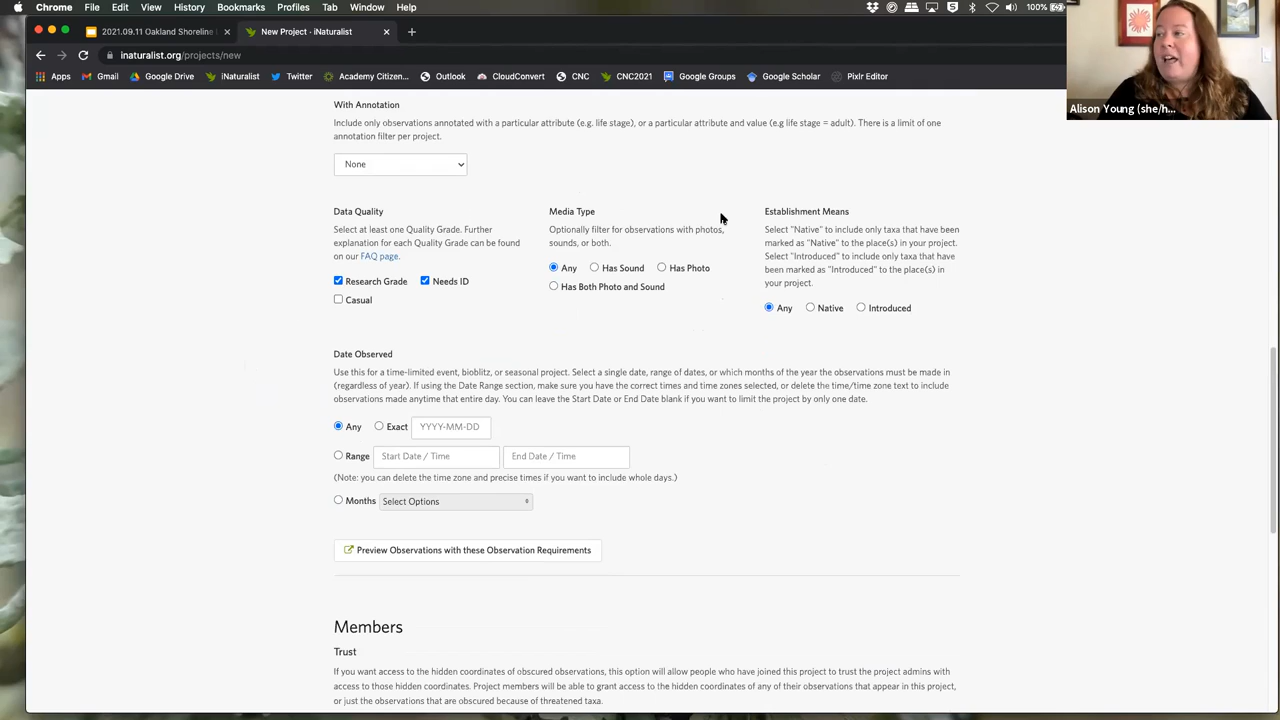 Chrome File Edit View History Bookmarks Profiles Tab Window Help 100%
2021.09.11 Oakland Shoreline New Project · iNaturalist
inaturalist.org/projects/new
Apps Gmail Google Drive iNaturalist Twitter Academy Citizen... Outlook CloudConvert CNC CNC2021 Google Groups Google Scholar Pixlr Editor
Alison Young (she/h...
With Annotation
Include only observations annotated with a particular attribute (e.g. life stage), or a particular attribute and value (e.g life stage = adult). There is a limit of one
annotation filter per project.
None
Data Quality
Select at least one Quality Grade. Further
explanation for each Quality Grade can be found
on our FAQ page.
Research Grade Needs ID
Casual
Media Type
Optionally filter for observations with photos,
sounds, or both.
Any Has Sound Has Photo
Has Both Photo and Sound
Establishment Means
Select "Native" to include only taxa that have been
marked as "Native" to the place(s) in your project.
Select "Introduced" to include only taxa that have
been marked as "Introduced" to the place(s) in
your project.
Any Native Introduced
Date Observed
Use this for a time-limited event, bioblitz, or seasonal project. Select a single date, range of dates, or which months of the year the observations must be made in
(regardless of year). If using the Date Range section, make sure you have the correct times and time zones selected, or delete the time/time zone text to include
observations made anytime that entire day. You can leave the Start Date or End Date blank if you want to limit the project by only one date.
Any Exact YYYY-MM-DD
Range Start Date / Time End Date / Time
(Note: you can delete the time zone and precise times if you want to include whole days.)
Months Select Options
Preview Observations with these Observation Requirements
Members
Trust
If you want access to the hidden coordinates of obscured observations, this option will allow people who have joined this project to trust the project admins with
access to those hidden coordinates. Project members will be able to grant access to the hidden coordinates of any of their observations that appear in this project,
or just the observations that are obscured because of threatened taxa.